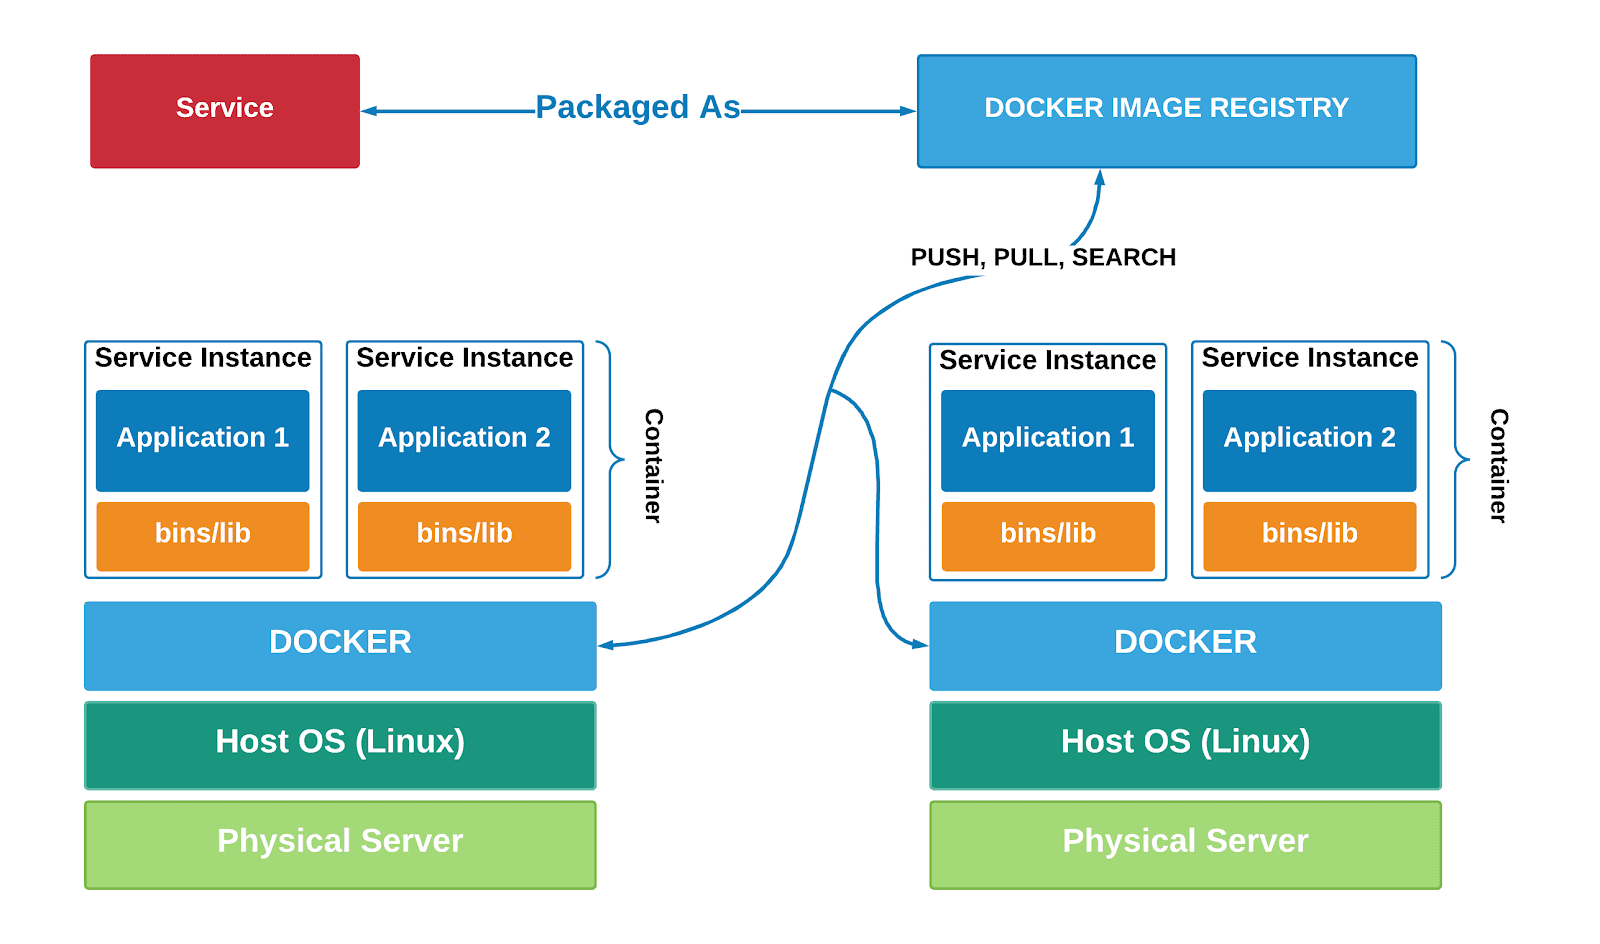 Service
Packaged As
DOCKER IMAGE REGISTRY
PUSH, PULL, SEARCH
Service Instance
Application 1
bins/lib
Service Instance
Application 2
bins/lib
Container
DOCKER
Host OS (Linux)
Physical Server
Service Instance
Application 1
bins/lib
Service Instance
Application 2
bins/lib
Container
DOCKER
Host OS (Linux)
Physical Server